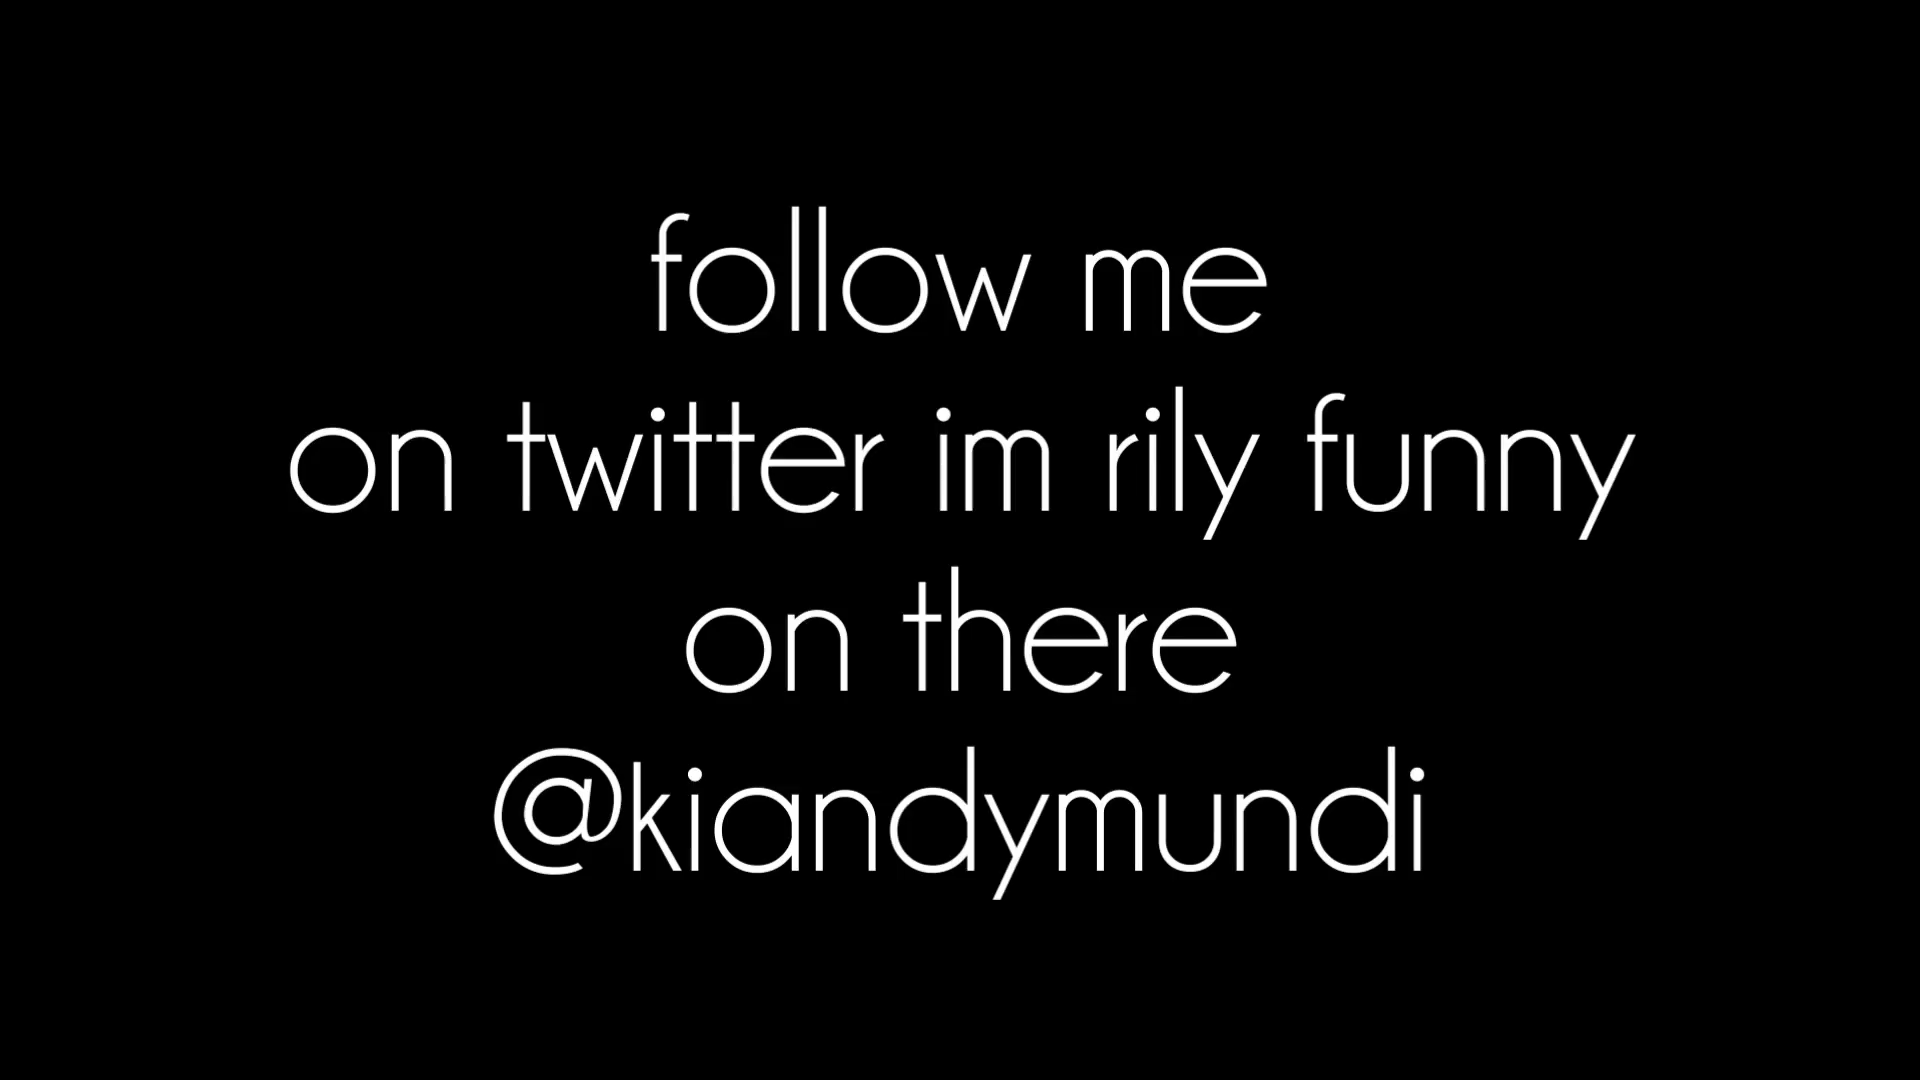 follow me
on twitter im rily funny
on there
@kiandymundi